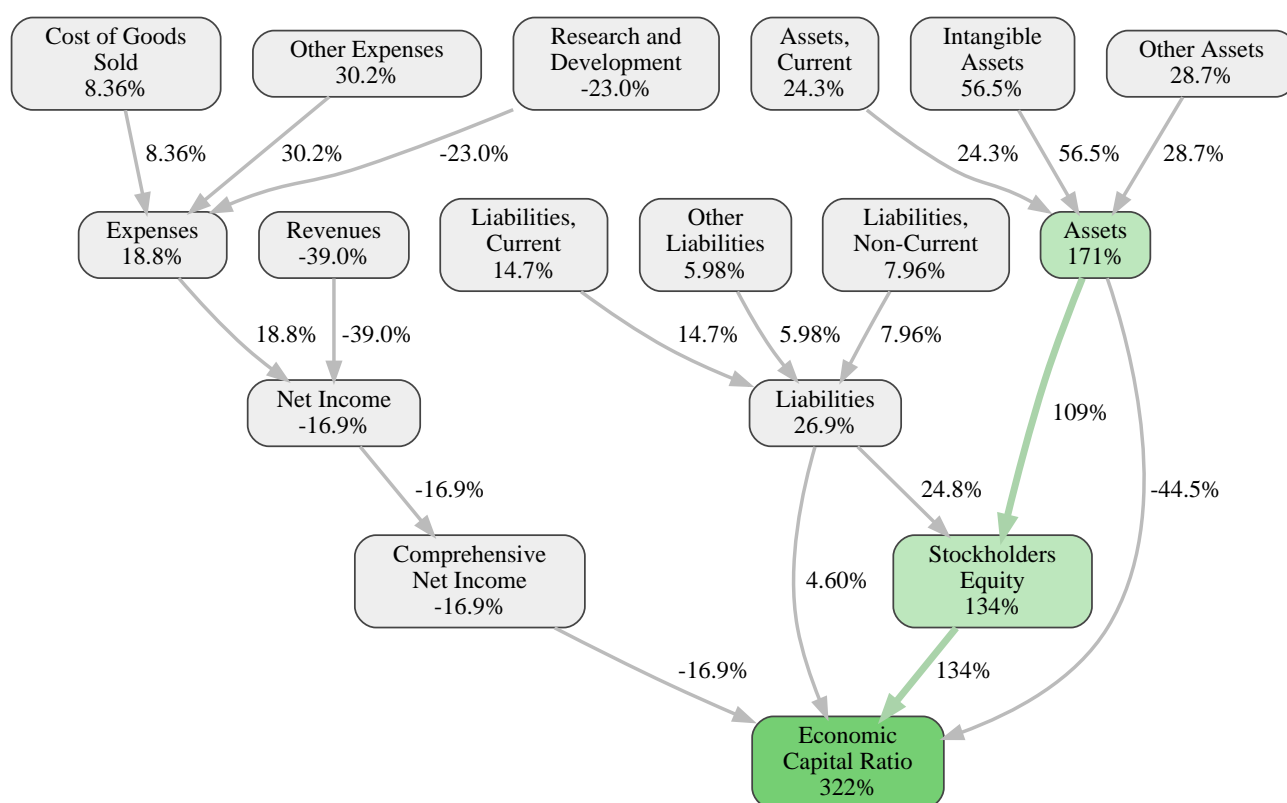 Cost of Goods
Sold
8.36%
Other Expenses
30.2%
Research and
Development
-23.0%
Assets,
Current
24.3%
Intangible
Assets
56.5%
Other Assets
28.7%
8.36%
30.2%
-23.0%
24.3%
56.5%
28.7%
Expenses
18.8%
Revenues
-39.0%
Liabilities,
Current
14.7%
Other
Liabilities
5.98%
Liabilities,
Non-Current
7.96%
Assets
171%
18.8%
-39.0%
14.7%
5.98%
7.96%
Net Income
-16.9%
Liabilities
26.9%
109%
-16.9%
24.8%
-44.5%
Comprehensive
Net Income
-16.9%
4.60%
Stockholders
Equity
134%
-16.9%
134%
Economic
Capital Ratio
322%